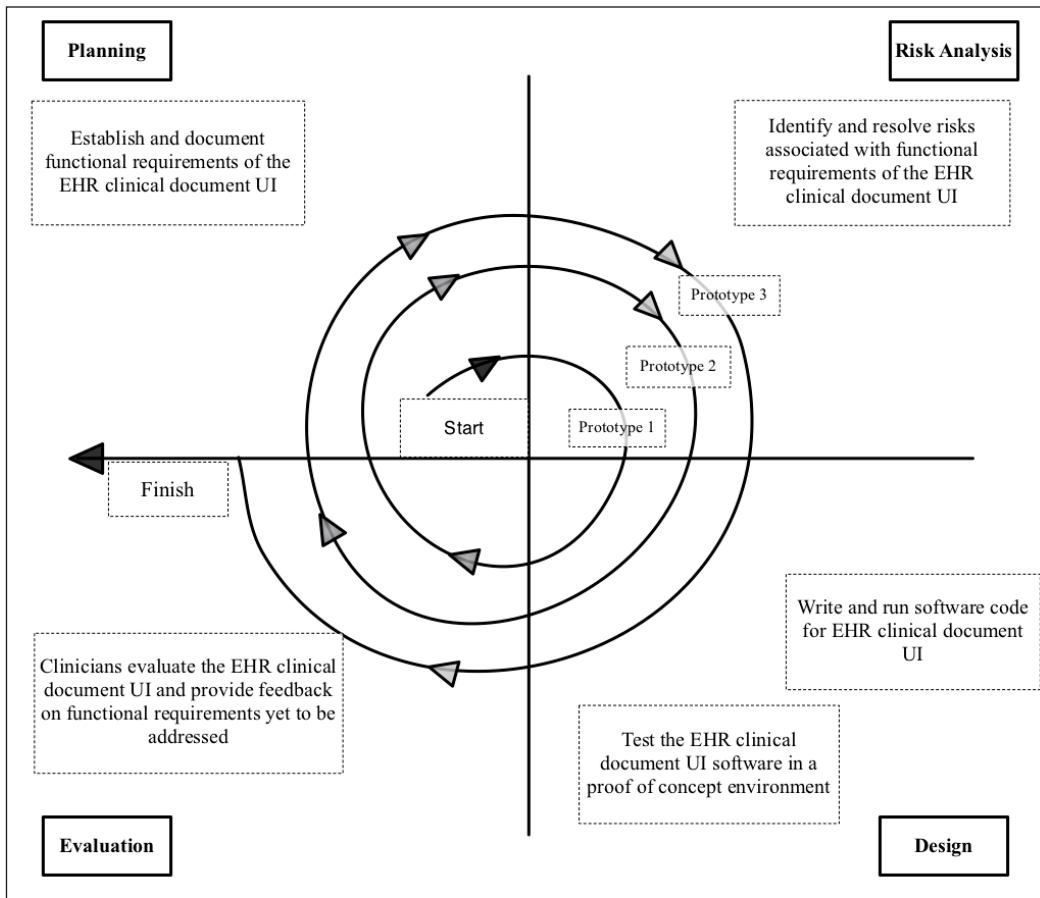 Planning
Risk Analysis
Establish and document
functional requirements of the
EHR clinical document UI
Identify and resolve risks
associated with functional
requirements of the EHR
clinical document UI
Prototype 3
Prototype 2
Prototype 1
Start
Finish
Write and run software code
for EHR clinical document
UI
Clinicians evaluate the EHR clinical
document UI and provide feedback
on functional requirements yet to be
addressed
Test the EHR clinical
document UI software in a
proof of concept environment
Evaluation
Design